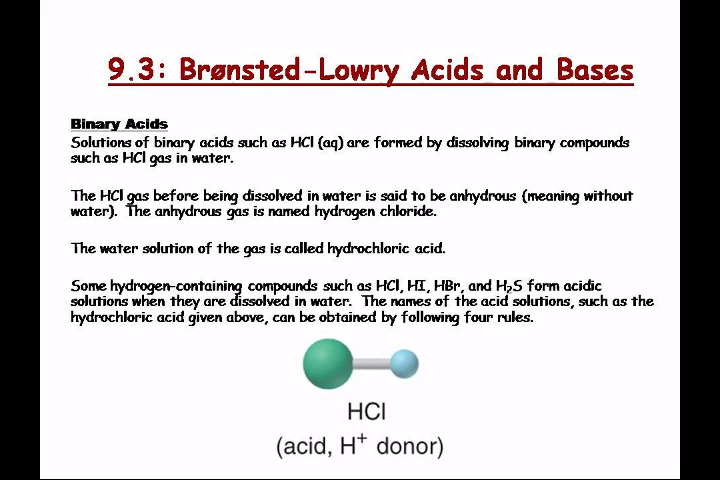 9.3: Brønsted-Lowry Acids and Bases
Binary Acids
Solutions of binary acids such as HCl (aq) are formed by dissolving binary compounds
such as HCl gas in water.
The HCl gas before being dissolved in water is said to be anhydrous (meaning without
water). The anhydrous gas is named hydrogen chloride.
The water solution of the gas is called hydrochloric acid.
Some hydrogen-containing compounds such as HCl, HI, HBr, and H₂S form acidic
solutions when they are dissolved in water. The names of the acid solutions, such as the
hydrochloric acid given above, can be obtained by following four rules.
HCl
(acid, H⁺ donor)